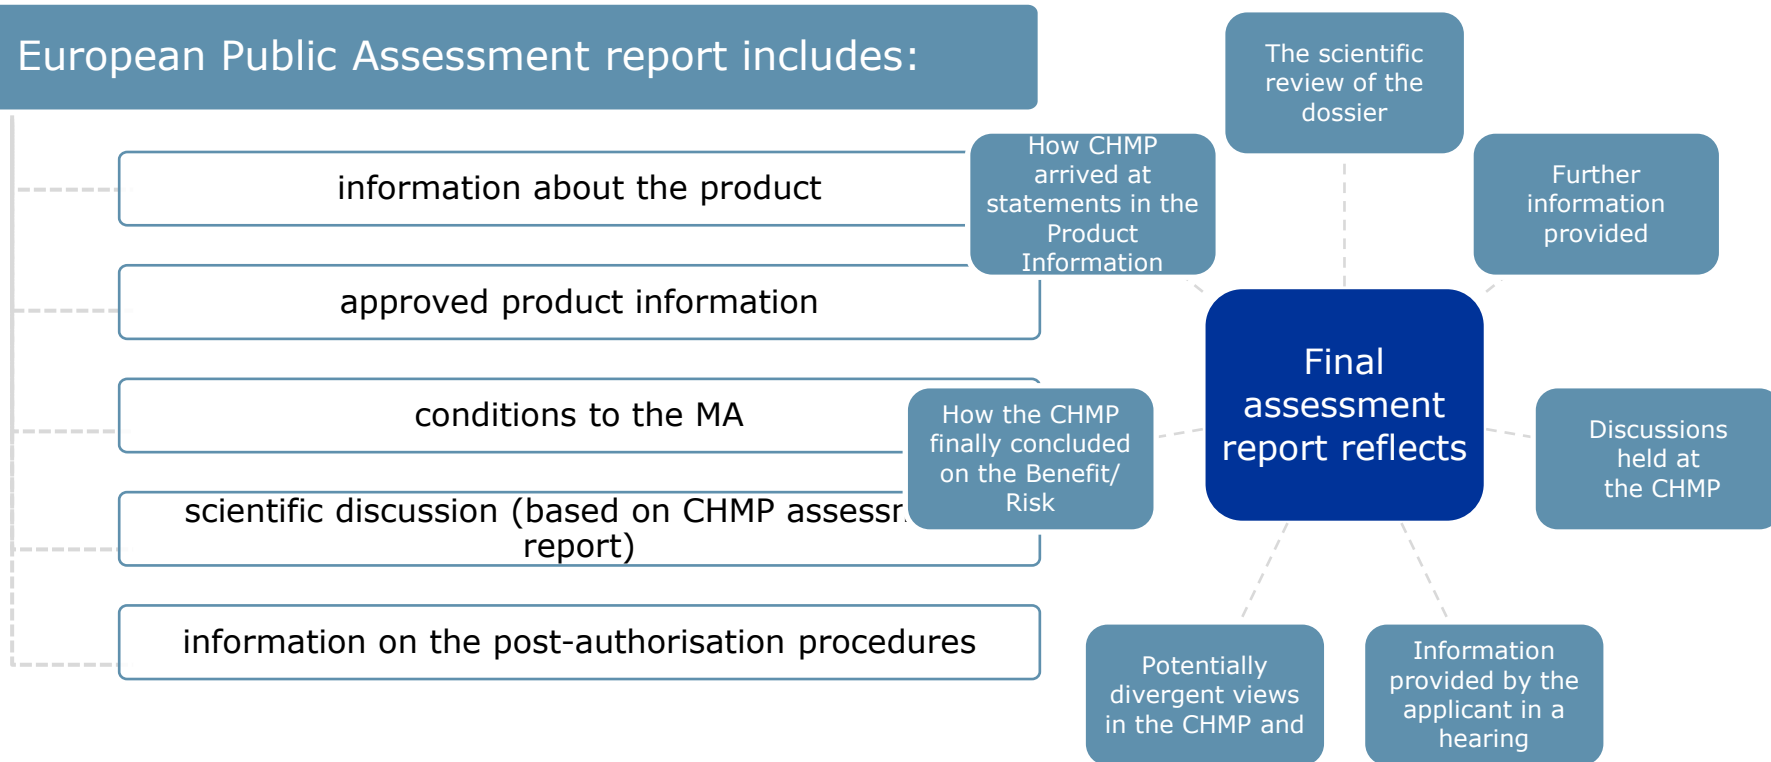 European Public Assessment report includes:
information about the product
approved product information
conditions to the MA
scientific discussion (based on CHMP
report)
information on the post-authorisation procedures
The scientific
review of the
dossier
Further
information
provided
Discussions
held at
the CHMP
Information
provided by the
applicant in a
hearing
Potentially
divergent views
in the CHMP and
How the CHMP
finally concluded
on the Benefit/
Risk
How CHMP
arrived at
statements in the
Product
Information
Final
assessment
report reflects